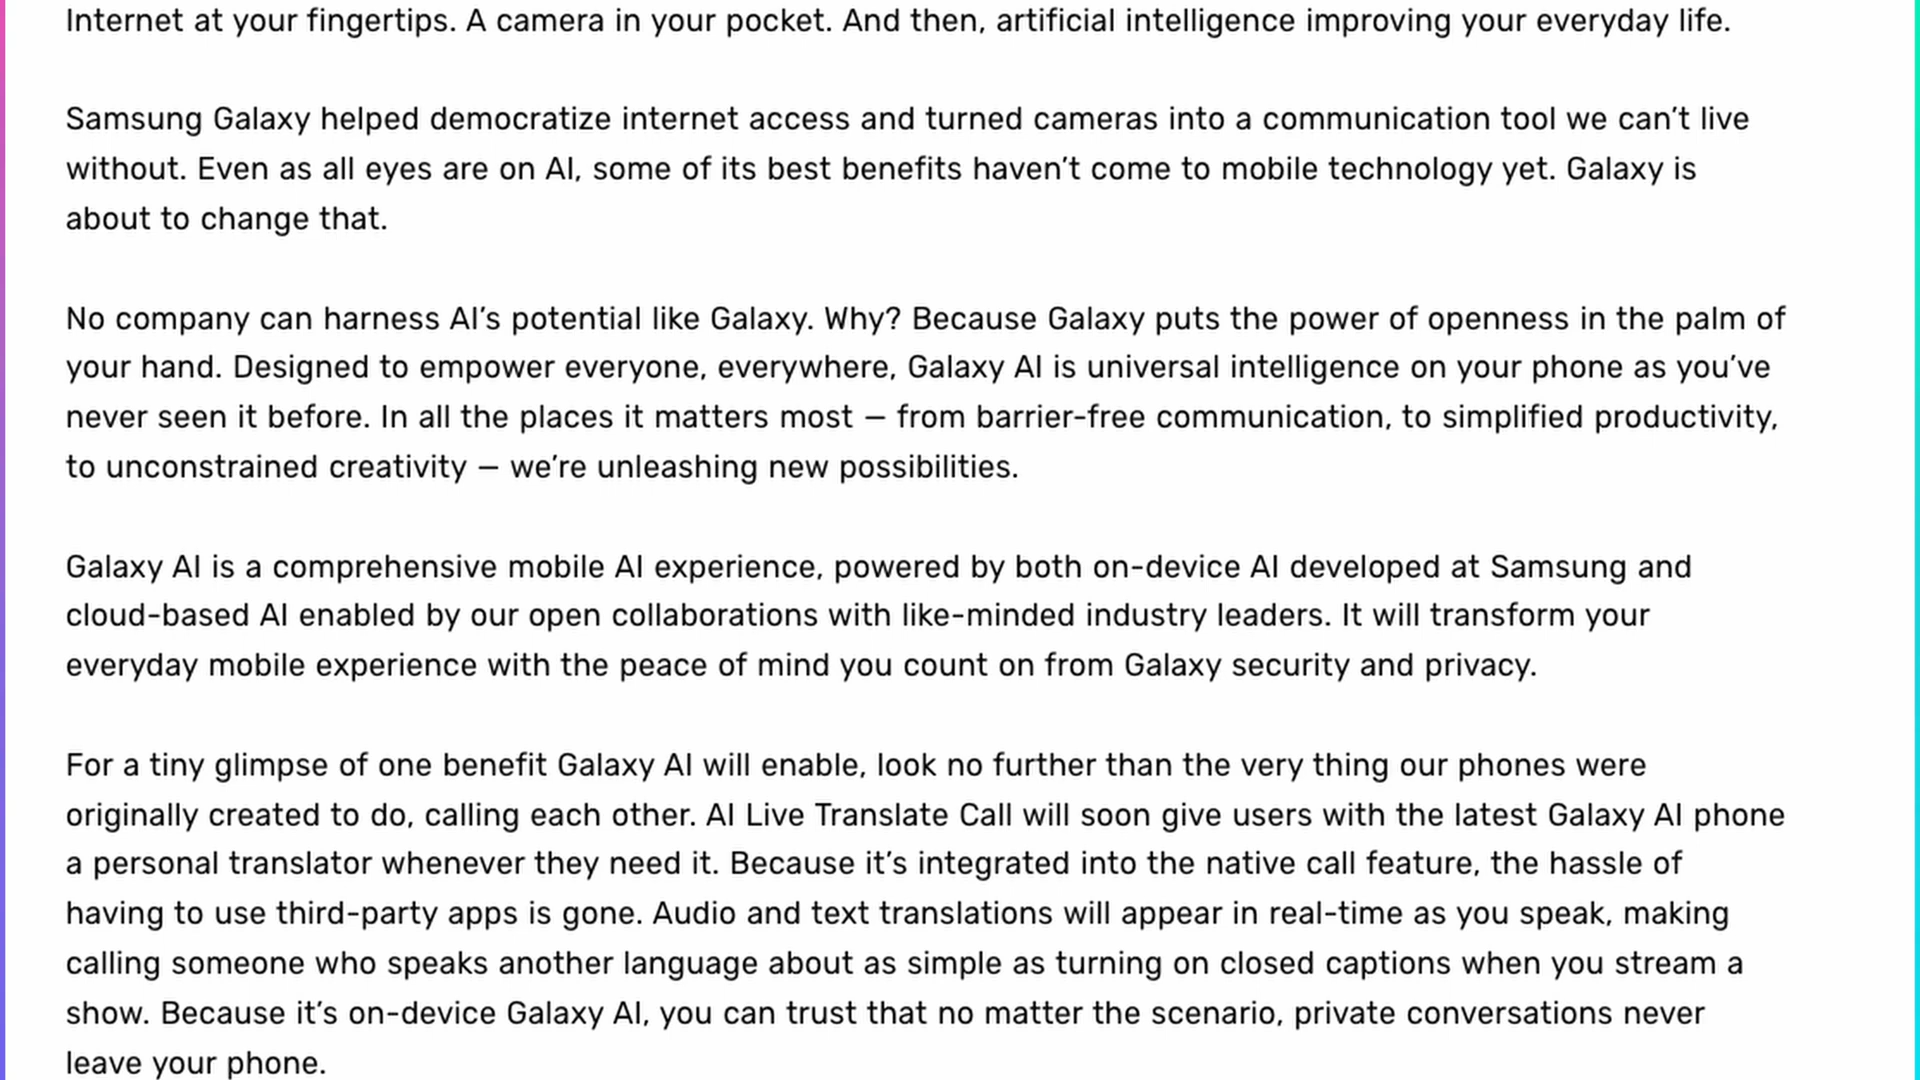 Internet at your fingertips. A camera in your pocket. And then, artificial intelligence improving your everyday life.
Samsung Galaxy helped democratize internet access and turned cameras into a communication tool we can’t live
without. Even as all eyes are on AI, some of its best benefits haven’t come to mobile technology yet. Galaxy is
about to change that.
No company can harness AI’s potential like Galaxy. Why? Because Galaxy puts the power of openness in the palm of
your hand. Designed to empower everyone, everywhere, Galaxy AI is universal intelligence on your phone as you’ve
never seen it before. In all the places it matters most – from barrier-free communication, to simplified productivity,
to unconstrained creativity – we’re unleashing new possibilities.
Galaxy AI is a comprehensive mobile AI experience, powered by both on-device AI developed at Samsung and
cloud-based AI enabled by our open collaborations with like-minded industry leaders. It will transform your
everyday mobile experience with the peace of mind you count on from Galaxy security and privacy.
For a tiny glimpse of one benefit Galaxy AI will enable, look no further than the very thing our phones were
originally created to do, calling each other. AI Live Translate Call will soon give users with the latest Galaxy AI phone
a personal translator whenever they need it. Because it’s integrated into the native call feature, the hassle of
having to use third-party apps is gone. Audio and text translations will appear in real-time as you speak, making
calling someone who speaks another language about as simple as turning on closed captions when you stream a
show. Because it’s on-device Galaxy AI, you can trust that no matter the scenario, private conversations never
leave your phone.